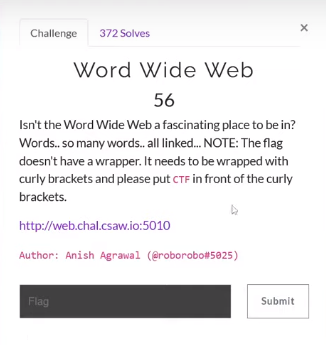 Challenge
372 Solves
×
Word Wide Web
56
Isn't the Word Wide Web a fascinating place to be in?
Words.. so many words.. all linked... NOTE: The flag
doesn't have a wrapper. It needs to be wrapped with
curly brackets and please put CTF in front of the curly
brackets.
http://web.chal.csaw.io:5010
Author: Anish Agrawal (@roborobo#5025)
Flag
Submit